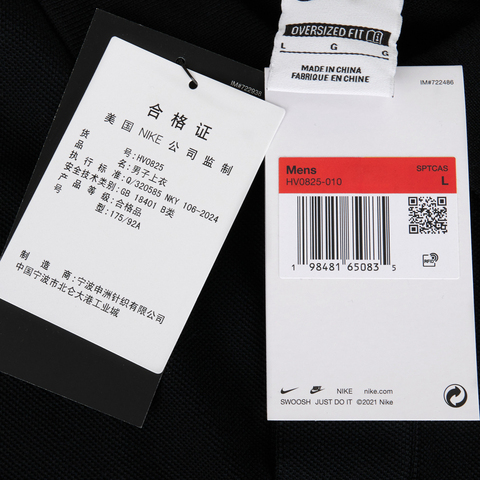 OVERSIZED FIT
L G G
MADE IN CHINA
FABRIQUE EN CHINE
IM#722938
合格证
美国 NIKE 公司监制
货号: HV0825
品名: 男子上衣
执行标准: Q/320585 NKY 106-2024
安全技术类别: GB 18401 B类
产品等级: 合格品
型: 175/92A
制造商: 宁波申洲针织有限公司
中国宁波市北仑大港工业城
IM#722486
Mens
SPTCAS
HV0825-010
L
1 98481 65083 5
RFID
NIKE nike.com
SWOOSH JUST DO IT ©2021 Nike